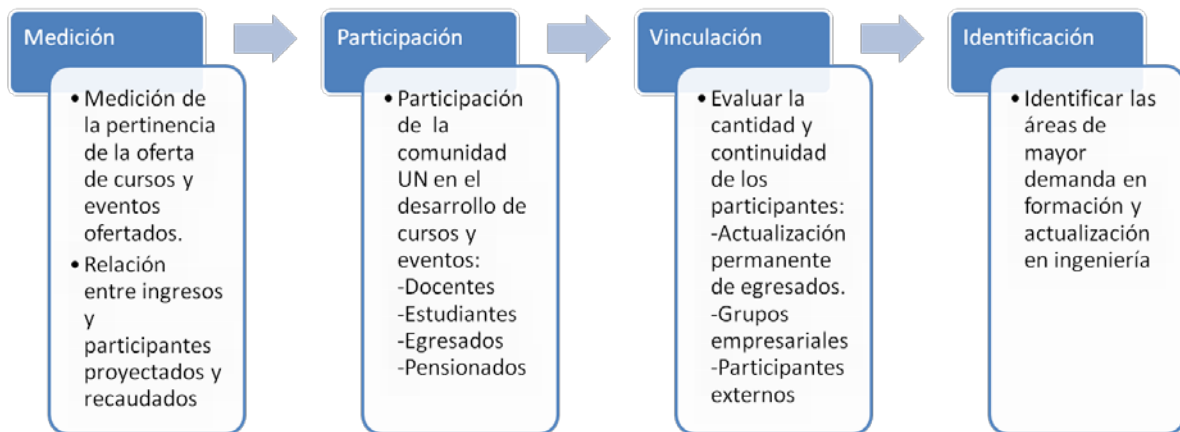 Medición
• Medición de
la pertinencia
de la oferta
de cursos y
eventos
ofertados.
• Relación
entre ingresos
y
participantes
proyectados y
recaudados
Participación
• Participación
de la
comunidad
UN en el
desarrollo de
cursos y
eventos:
-Docentes
-Estudiantes
-Egresados
-Pensionados
Vinculación
• Evaluar la
cantidad y
continuidad
de los
participantes:
-Actualización
permanente
de egresados.
-Grupos
empresariales
-Participantes
externos
Identificación
• Identificar las
áreas de
mayor
demanda en
formación y
actualización
en ingeniería